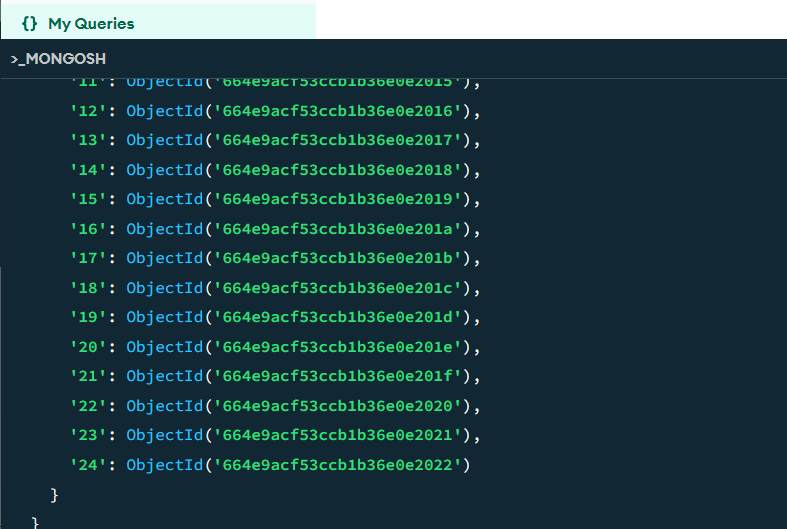 {} My Queries
>_MONGOSH
'11': ObjectId('664e9acf53ccb1b36e0e2015'),
'12': ObjectId('664e9acf53ccb1b36e0e2016'),
'13': ObjectId('664e9acf53ccb1b36e0e2017'),
'14': ObjectId('664e9acf53ccb1b36e0e2018'),
'15': ObjectId('664e9acf53ccb1b36e0e2019'),
'16': ObjectId('664e9acf53ccb1b36e0e201a'),
'17': ObjectId('664e9acf53ccb1b36e0e201b'),
'18': ObjectId('664e9acf53ccb1b36e0e201c'),
'19': ObjectId('664e9acf53ccb1b36e0e201d'),
'20': ObjectId('664e9acf53ccb1b36e0e201e'),
'21': ObjectId('664e9acf53ccb1b36e0e201f'),
'22': ObjectId('664e9acf53ccb1b36e0e2020'),
'23': ObjectId('664e9acf53ccb1b36e0e2021'),
'24': ObjectId('664e9acf53ccb1b36e0e2022')
}
}